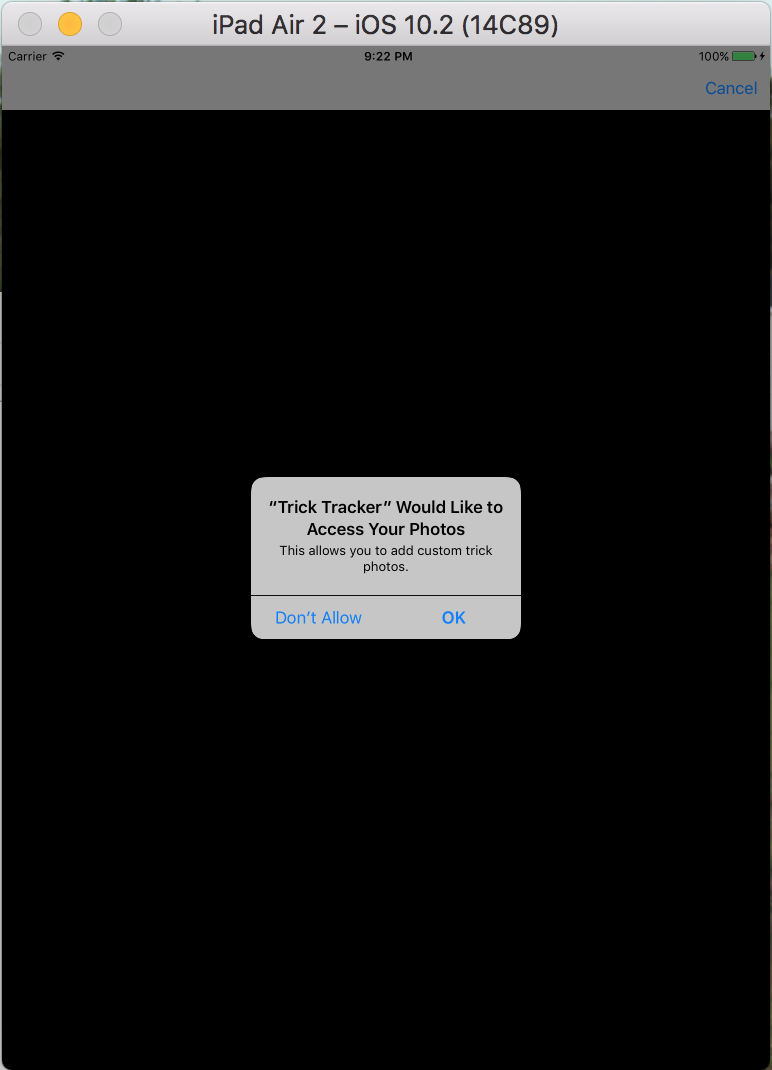 iPad Air 2 – iOS 10.2 (14C89)
Carrier 9:22 PM 100%
Cancel
“Trick Tracker” Would Like to
Access Your Photos
This allows you to add custom trick
photos.
Don’t Allow OK